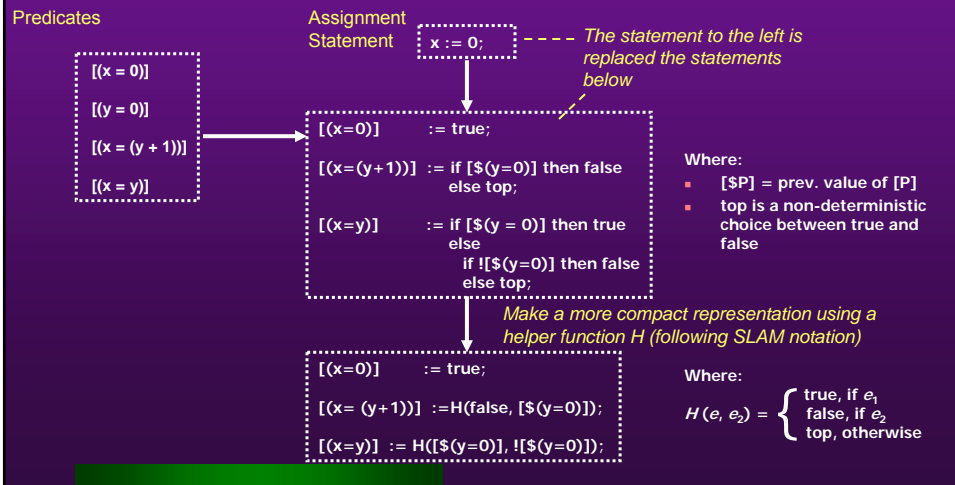 Predicates
Assignment
Statement
x := 0;
The statement to the left is
replaced the statements
below
[(x = 0)]
[(y = 0)]
[(x = (y + 1))]
[(x = y)]
[(x=0)] := true;
[(x=(y+1))] := if [$(y=0)] then false
else top;
[(x=y)] := if [$(y = 0)] then true
else
if ![$(y=0)] then false
else top;
Where:
▪ [$P] = prev. value of [P]
▪ top is a non-deterministic
choice between true and
false
Make a more compact representation using a
helper function H (following SLAM notation)
[(x=0)] := true;
[(x= (y+1))] :=H(false, [$(y=0)]);
[(x=y)] := H([$(y=0)], ![$(y=0)]);
Where:
true, if e₁
H (e, e₂) = { false, if e₂
top, otherwise